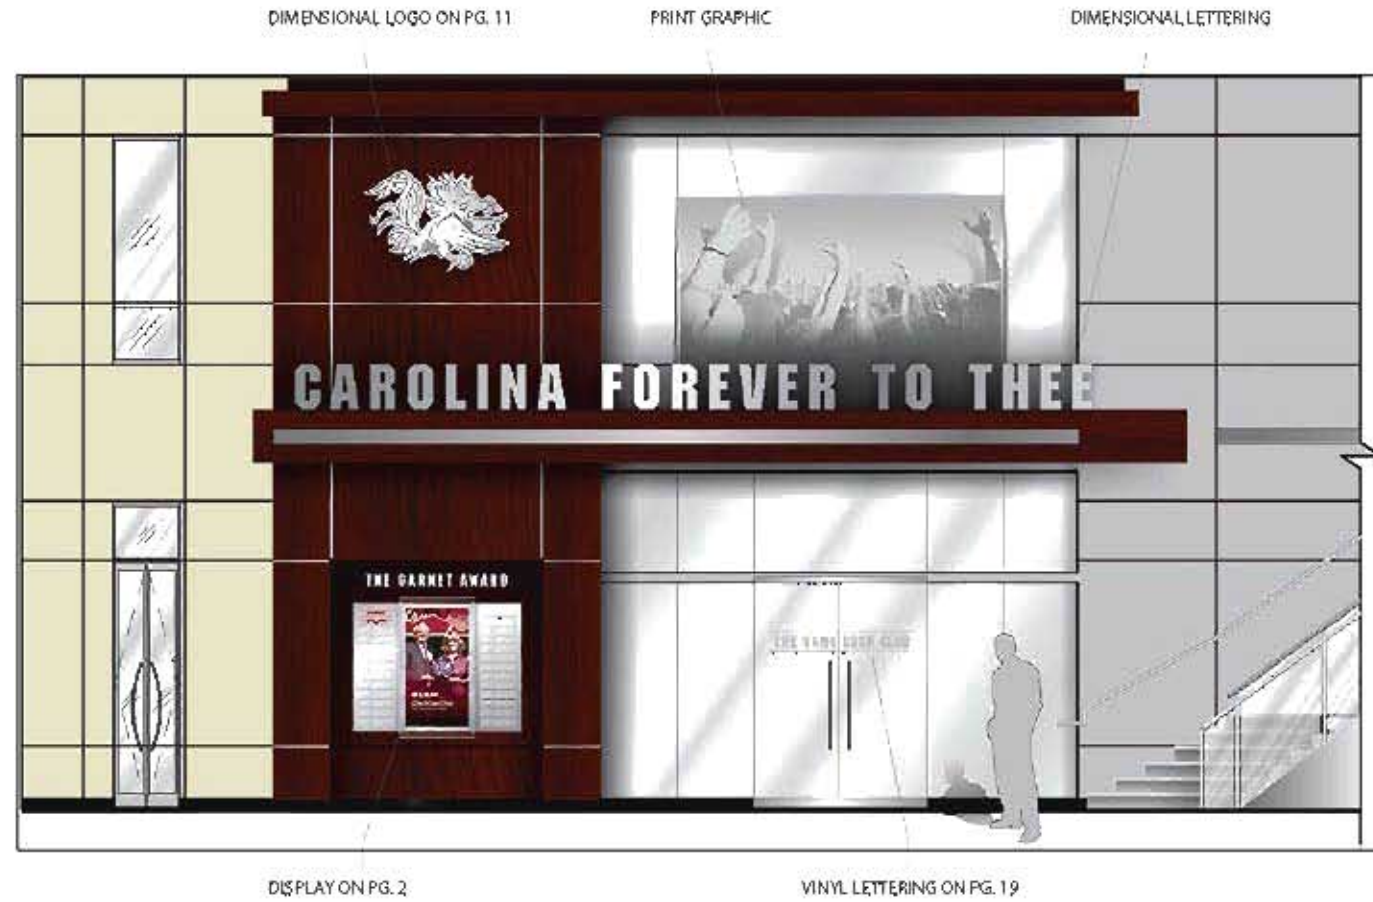 DIMENSIONAL LOGO ON PG. 11
PRINT GRAPHIC
DIMENSIONAL LETTERING
CAROLINA FOREVER TO THEE
THE GARNET AWARD
DISPLAY ON PG. 2
VINYL LETTERING ON PG. 19